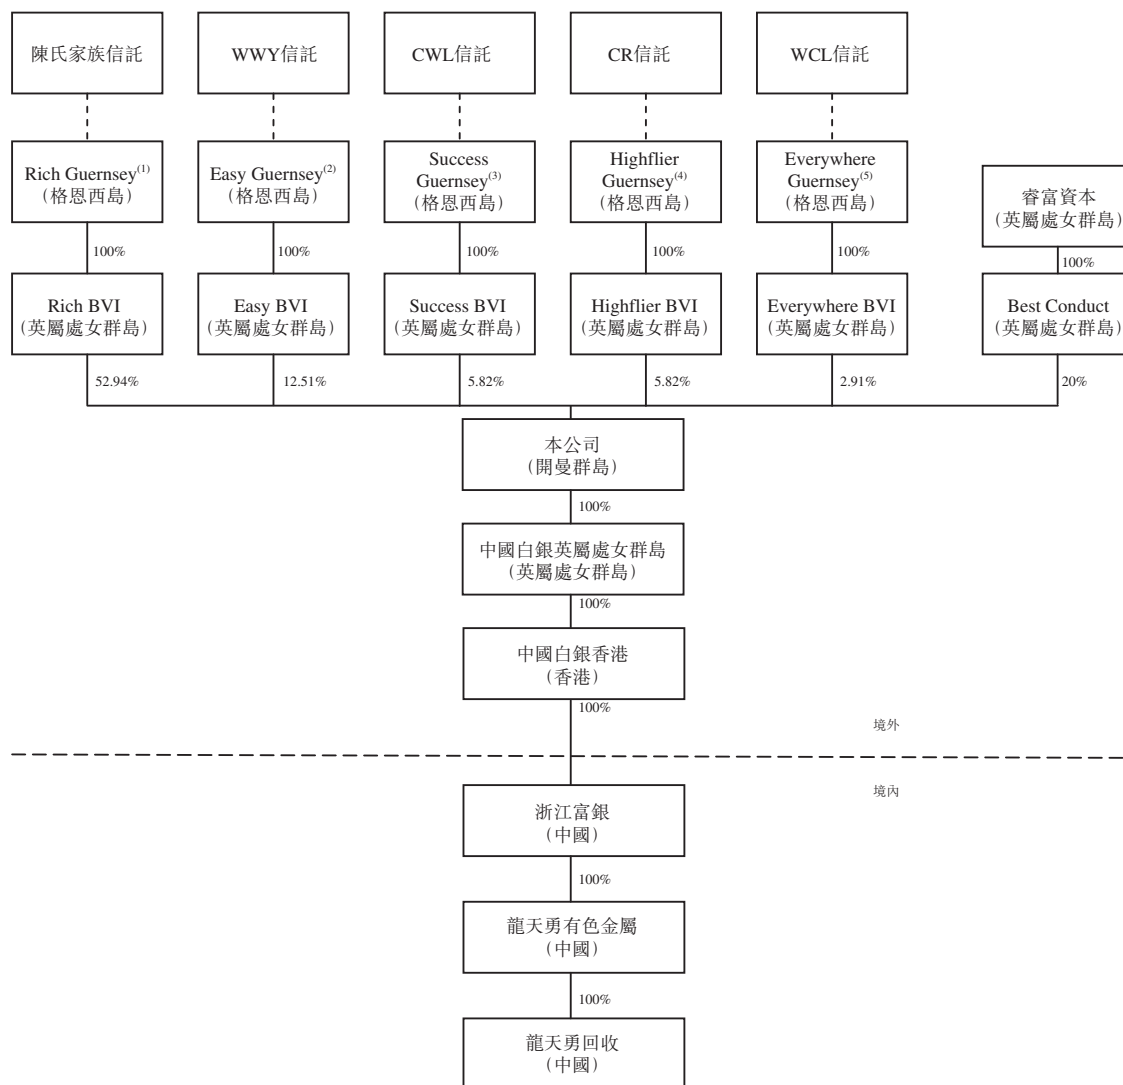 陳氏家族信託
WWY信託
CWL信託
CR信託
WCL信託
Rich Guernsey(1)
(格恩西島)
Easy Guernsey(2)
(格恩西島)
Success
Guernsey(3)
(格恩西島)
Highflier
Guernsey(4)
(格恩西島)
Everywhere
Guernsey(5)
(格恩西島)
睿富資本
(英屬處女群島)
100%
100%
100%
100%
100%
100%
Rich BVI
(英屬處女群島)
Easy BVI
(英屬處女群島)
Success BVI
(英屬處女群島)
Highflier BVI
(英屬處女群島)
Everywhere BVI
(英屬處女群島)
Best Conduct
(英屬處女群島)
52.94%
12.51%
5.82%
5.82%
2.91%
20%
本公司
(開曼群島)
100%
中國白銀英屬處女群島
(英屬處女群島)
100%
中國白銀香港
(香港)
100%
境外
境內
浙江富銀
(中國)
100%
龍天勇有色金屬
(中國)
100%
龍天勇回收
(中國)